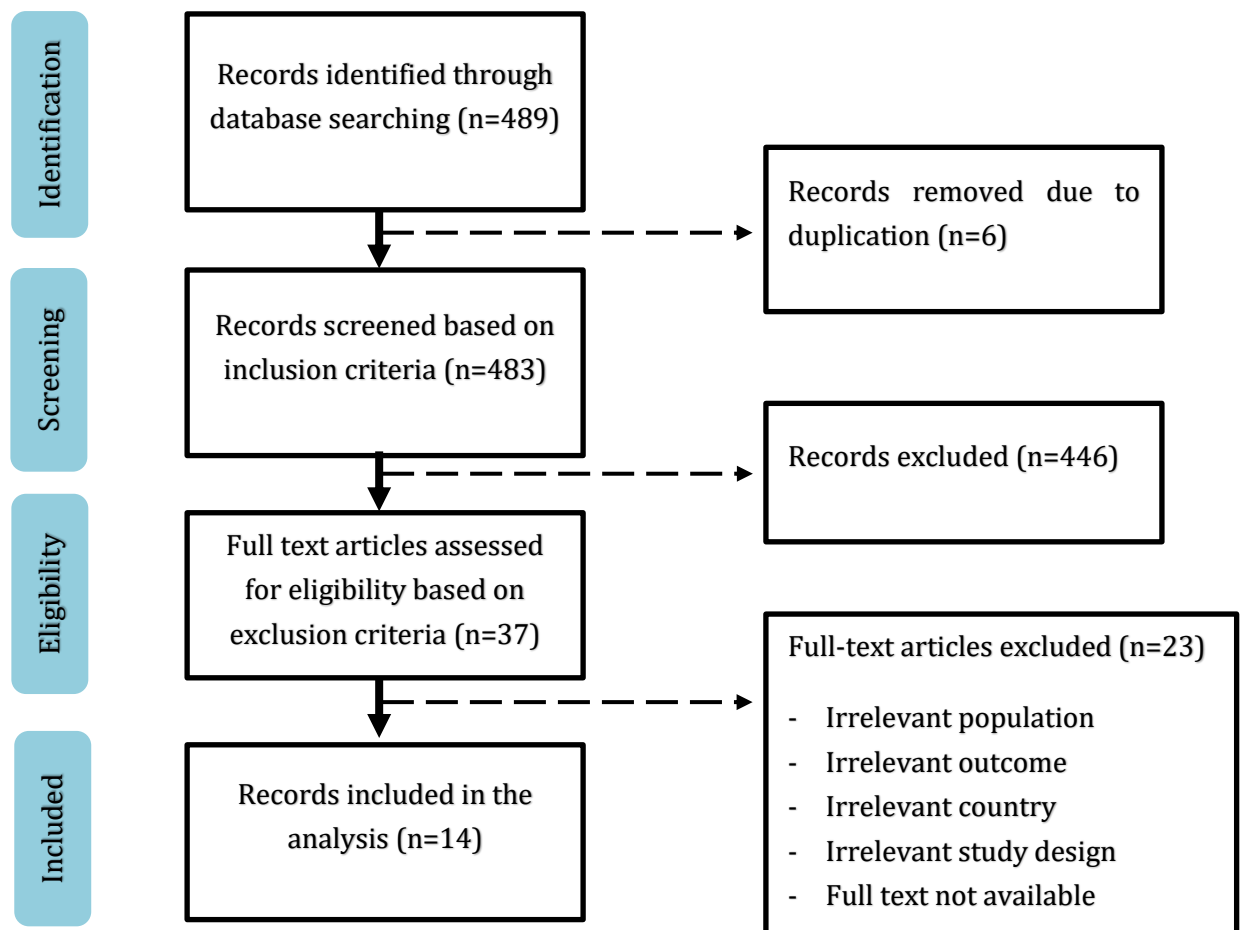 Identification
Records identified through
database searching (n=489)
Records removed due to
duplication (n=6)
Screening
Records screened based on
inclusion criteria (n=483)
Records excluded (n=446)
Eligibility
Full text articles assessed
for eligibility based on
exclusion criteria (n=37)
Full-text articles excluded (n=23)
- Irrelevant population
- Irrelevant outcome
- Irrelevant country
- Irrelevant study design
- Full text not available
Included
Records included in the
analysis (n=14)